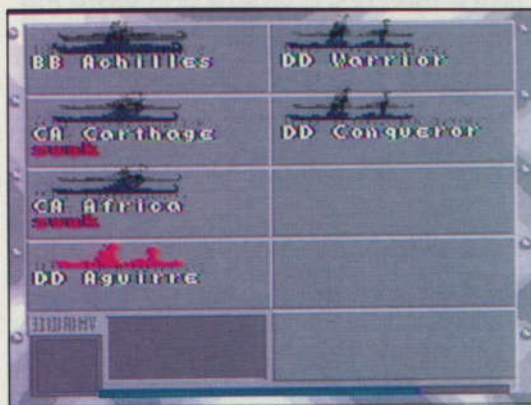 BB Achilles
CA Carthage
sunk
CA Africa
sunk
DD Aguirre
DD Warrior
DD Conqueror